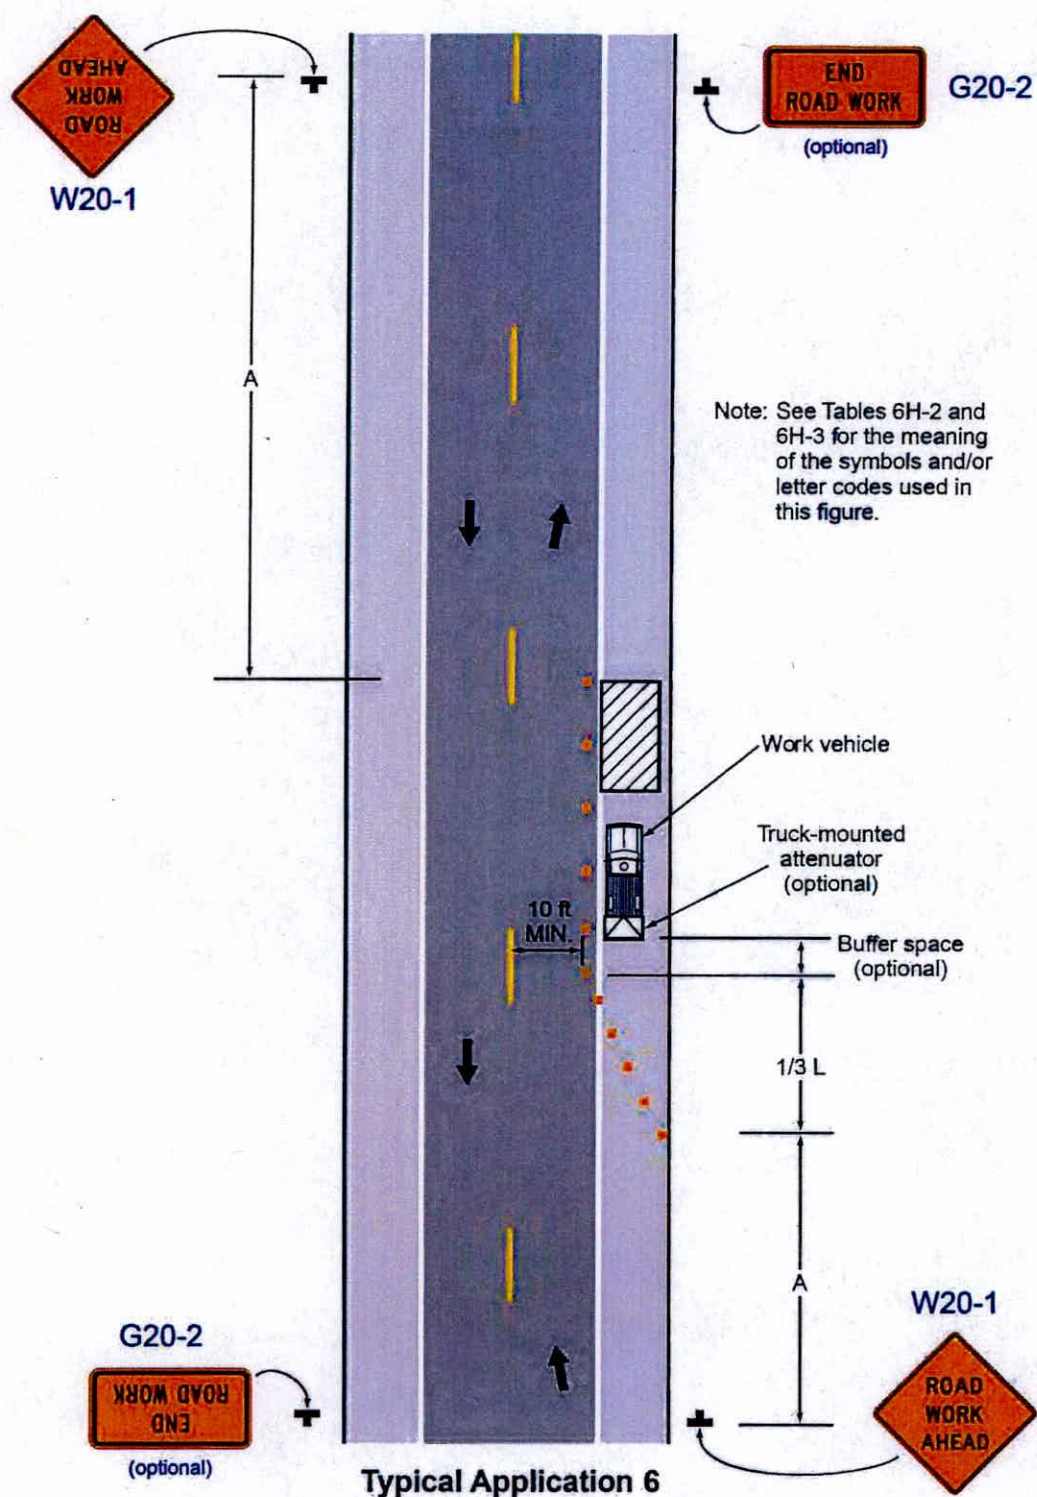 ROAD
WORK
AHEAD
W20-1
END
ROAD WORK
(optional)
G20-2
A
Note: See Tables 6H-2 and
6H-3 for the meaning
of the symbols and/or
letter codes used in
this figure.
Work vehicle
Truck-mounted
attenuator
(optional)
10 ft
MIN.
Buffer space
(optional)
1/3 L
A
G20-2
END
ROAD WORK
(optional)
W20-1
ROAD
WORK
AHEAD
Typical Application 6